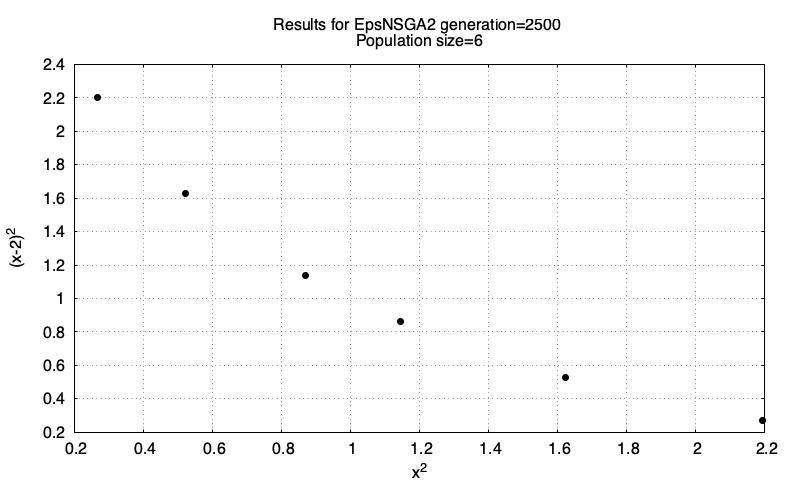 Results for EpsNSGA2 generation=2500
Population size=6
2.4
2.2
2
1.8
1.6
1.4
1.2
1
0.8
0.6
0.4
0.2
(x-2)²
0.2 0.4 0.6 0.8 1 1.2 1.4 1.6 1.8 2 2.2
x²